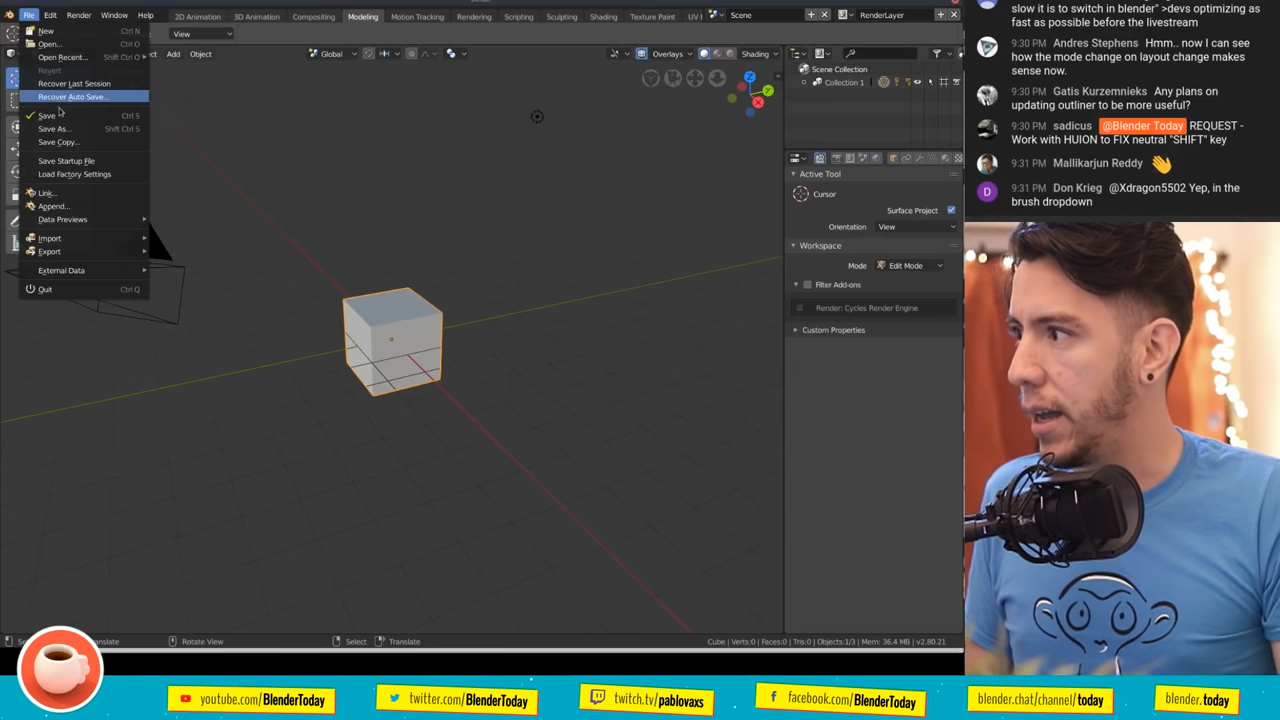 File Edit Render Window Help
2D Animation 3D Animation Compositing Modeling Motion Tracking Rendering Scripting Sculpting Shading Texture Paint UV
Scene
RenderLayer
View
Add Object
Global
Overlays
Shading
New Ctrl N
Open... Ctrl O
Open Recent... Shift Ctrl O
Revert
Recover Last Session
Recover Auto Save...
Save Ctrl S
Save As... Shift Ctrl S
Save Copy...
Save Startup File
Load Factory Settings
Link...
Append...
Data Previews
Import
Export
External Data
Quit Ctrl Q
Scene Collection
Collection 1
Active Tool
Cursor
Surface Project
Orientation View
Workspace
Mode Edit Mode
Filter Add-ons
Render: Cycles Render Engine
Custom Properties
Rotate View
Select
Translate
Cube | Verts:0 | Faces:0 | Tris:0 | Objects:1/3 | Mem: 36.4 MB | v2.80.21
slow it is to switch in blender" >devs optimizing as
fast as possible before the livestream
9:30 PM Andres Stephens Hmm.. now I can see
how the mode change on layout change makes
sense now.
9:30 PM Gatis Kurzemnieks Any plans on
updating outliner to be more useful?
9:30 PM sadicus @Blender Today REQUEST -
Work with HUION to FIX neutral "SHIFT" key
9:31 PM Mallikarjun Reddy
D 9:31 PM Don Krieg @Xdragon5502 Yep, in the
brush dropdown
youtube.com/BlenderToday
twitter.com/BlenderToday
twitch.tv/pablovaxs
facebook.com/BlenderToday
blender.chat/channel/today
blender.today